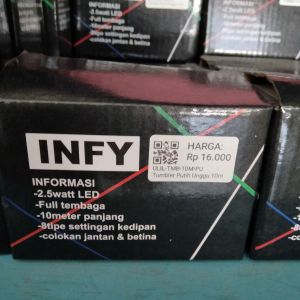 INFORMASI
-2.5watt LED
-Full tembaga
-10meter panjang
-8tipe settingan kedipan
-colokan jantan & betina
INFY
HARGA:
Rp 16.000
ULIL-TMB-10M-PU
Tumbler Putih Ungu 10m
INFORMASI
-2.5watt LED
-Full tembaga
-10meter panjang
-8tipe settingan kedipan
-colokan jantan & betina